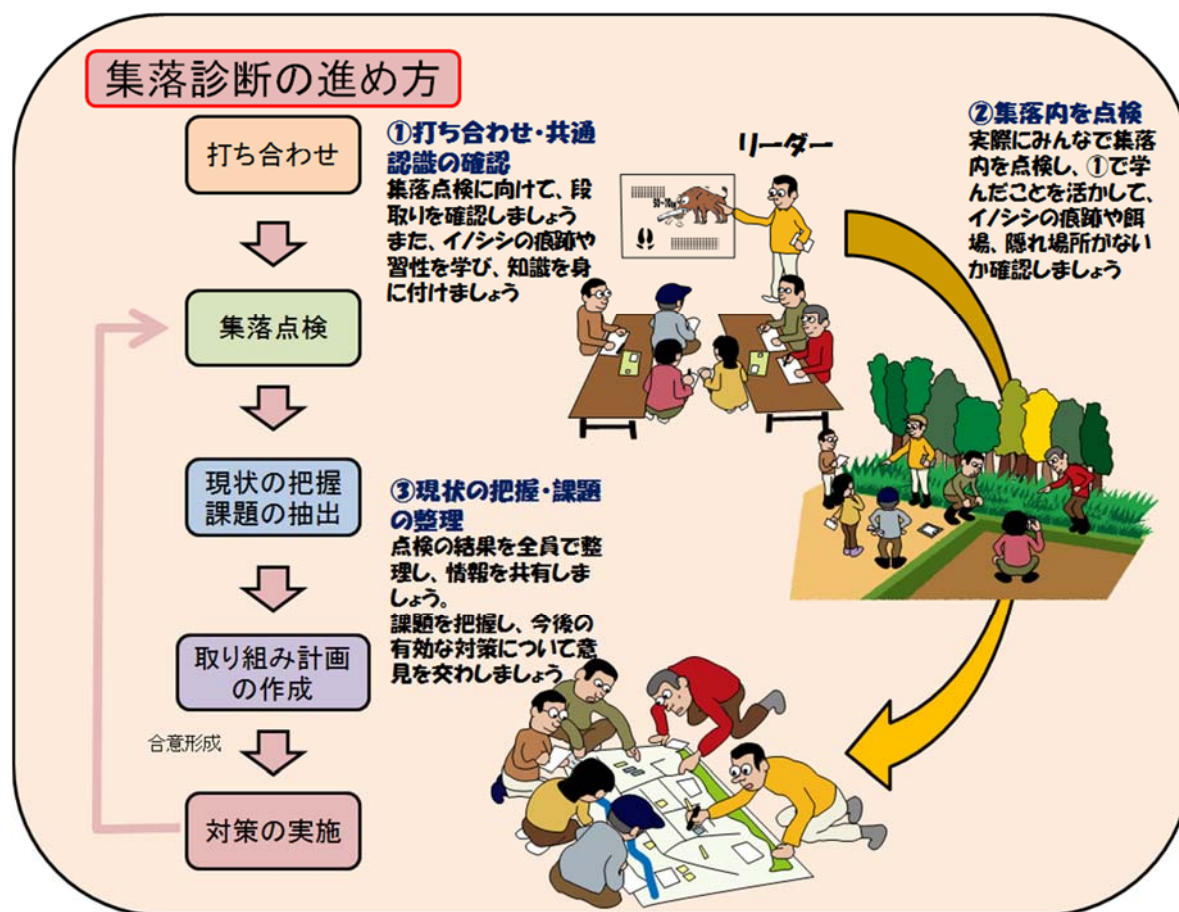 集落診断の進め方
打ち合わせ
集落点検
現状の把握
課題の抽出
取り組み計画
の作成
合意形成
対策の実施
①打ち合わせ・共通
認識の確認
集落点検に向けて、段
取りを確認しましょう
また、イノシシの痕跡や
習性を学び、知識を身
に付けましょう
リーダー
50~70kg
②集落内を点検
実際にみんなで集落
内を点検し、①で学
んだことを活かして、
イノシシの痕跡や餌
場、隠れ場所がない
か確認しましょう
③現状の把握・課題
の整理
点検の結果を全員で整
理し、情報を共有しま
しょう。
課題を把握し、今後の
有効な対策について意
見を交わしましょう